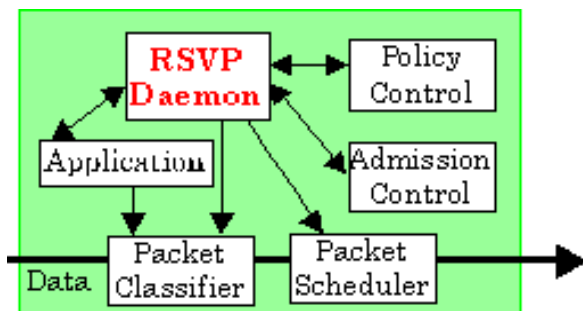 RSVP
Daemon
Policy
Control
Application
Admission
Control
Packet
Classifier
Packet
Scheduler
Data